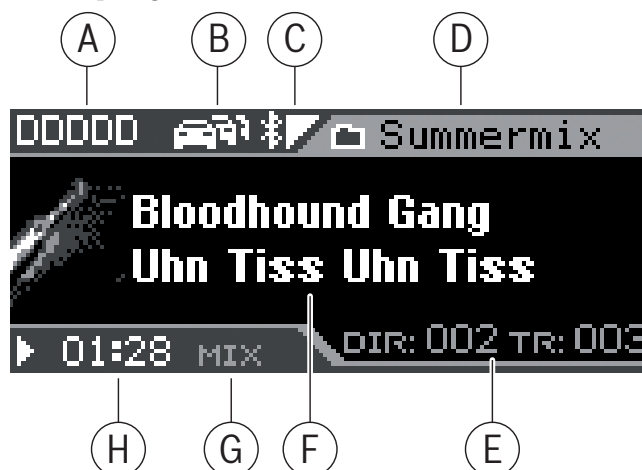 A B C D
DDDDD Summermix
Bloodhound Gang
Uhn Tiss Uhn Tiss
01:28 MIX DIR: 002 TR: 003
H G F E